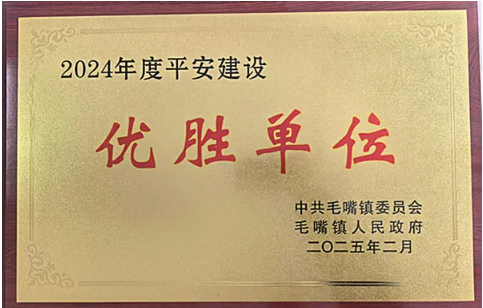 2024年度平安建设
优胜单位
中共毛嘴镇委员会
毛嘴镇人民政府
二〇二五年二月